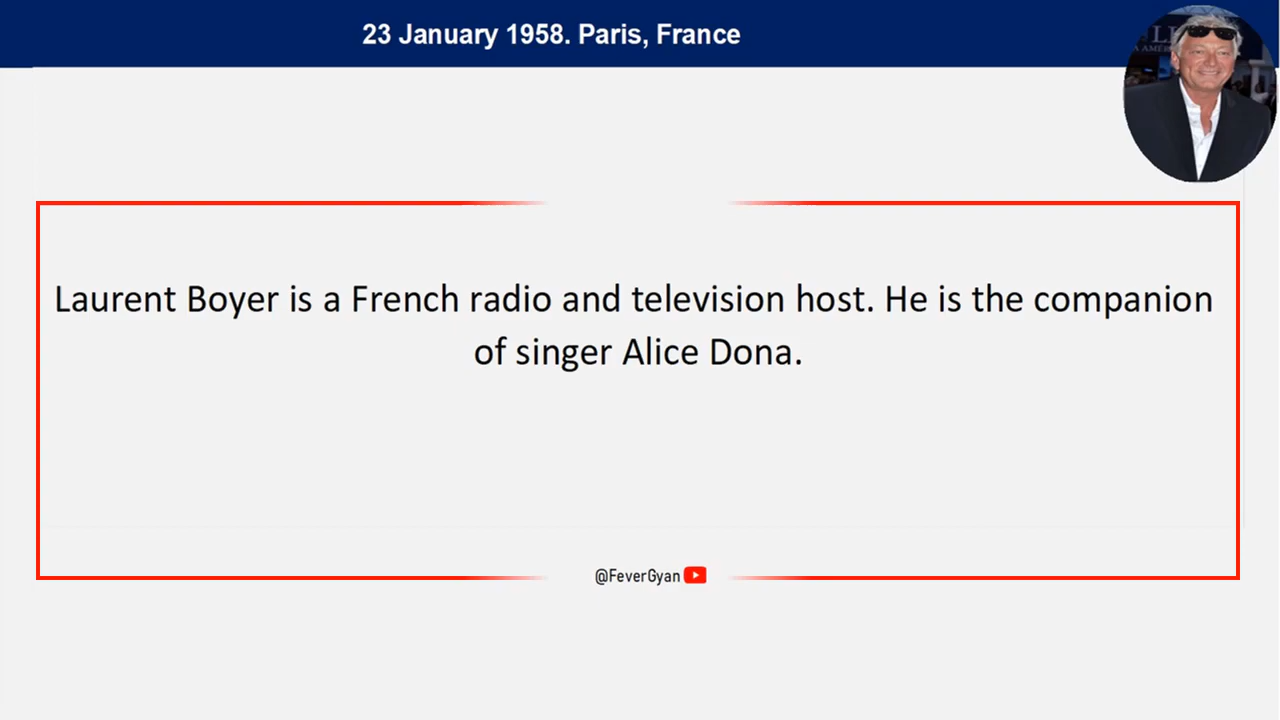 23 January 1958. Paris, France
Laurent Boyer is a French radio and television host. He is the companion
of singer Alice Dona.
@FeverGyan